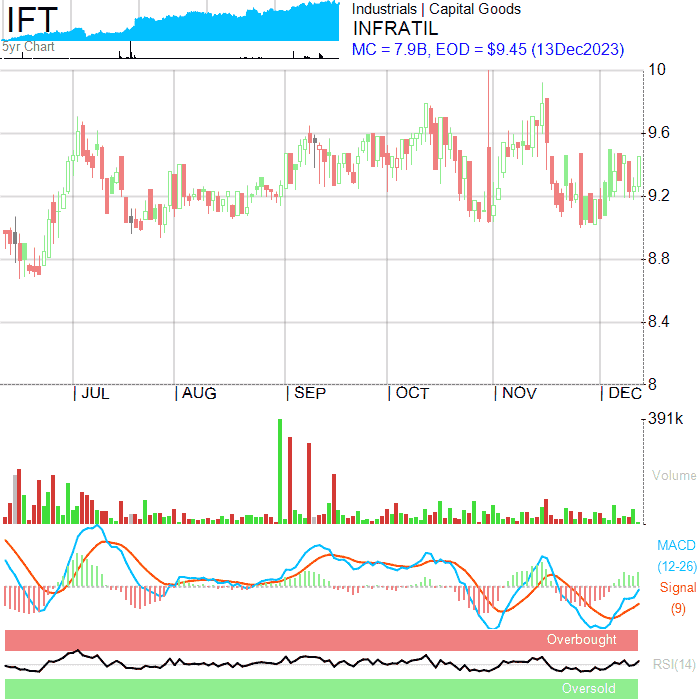 IFT
5yr Chart
Industrials | Capital Goods
INFRATIL
MC = 7.9B, EOD = $9.45 (13Dec2023)
10
9.6
9.2
8.8
8.4
8
| JUL | AUG | SEP | OCT | NOV | DEC
391k
Volume
MACD
(12-26)
Signal
(9)
Overbought
RSI(14)
Oversold